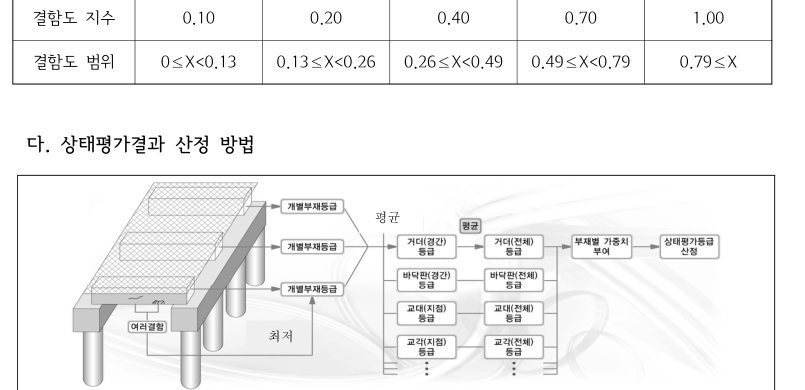 결함도 지수 0.10 0.20 0.40 0.70 1.00
결함도 범위 0≤X<0.13 0.13≤X<0.26 0.26≤X<0.49 0.49≤X<0.79 0.79≤X
다. 상태평가결과 산정 방법
개별부재등급
개별부재등급
개별부재등급
여러결함
최저
평균
평균
거더(경간)
등급
거더(전체)
등급
부재별 가중치
부여
상태평가등급
산정
바닥판(경간)
등급
바닥판(전체)
등급
교대(지점)
등급
교대(전체)
등급
교각(지점)
등급
교각(전체)
등급